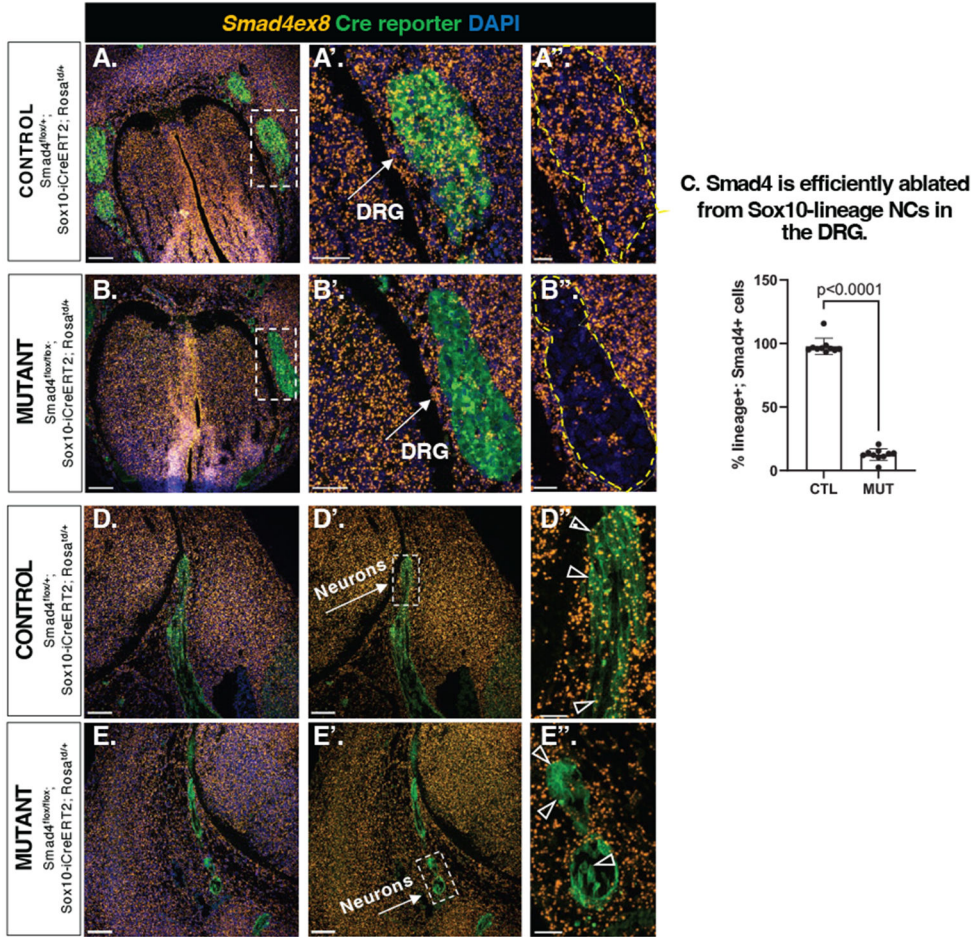 Smad4ex8 Cre reporter DAPI
CONTROL
Smad4flox/+;
Sox10-iCreERT2; Rosatd/+
A.
A'.
DRG
A''.
MUTANT
Smad4flox/flox;
Sox10-iCreERT2; Rosatd/+
B.
B'.
DRG
B''.
C. Smad4 is efficiently ablated
from Sox10-lineage NCs in
the DRG.
% lineage+; Smad4+ cells
150
100
50
0
p<0.0001
CTL
MUT
CONTROL
Smad4flox/+;
Sox10-iCreERT2; Rosatd/+
D.
D'.
Neurons
D''.
MUTANT
Smad4flox/flox;
Sox10-iCreERT2; Rosatd/+
E.
E'.
Neurons
E''.